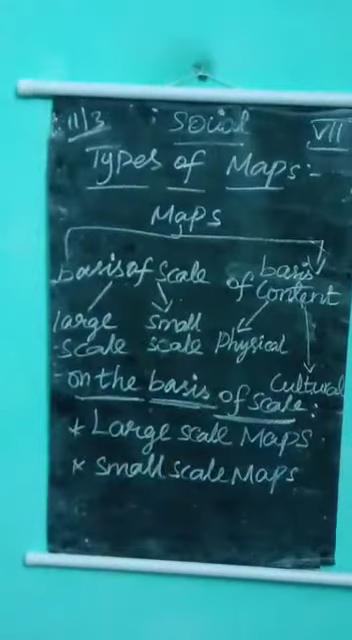 11/3 : Social VII
Types of Maps:-
Maps
basis of scale basis of Content
large scale small scale Physical
Cultural
on the basis of scale:
* Large scale Maps
* small scale Maps